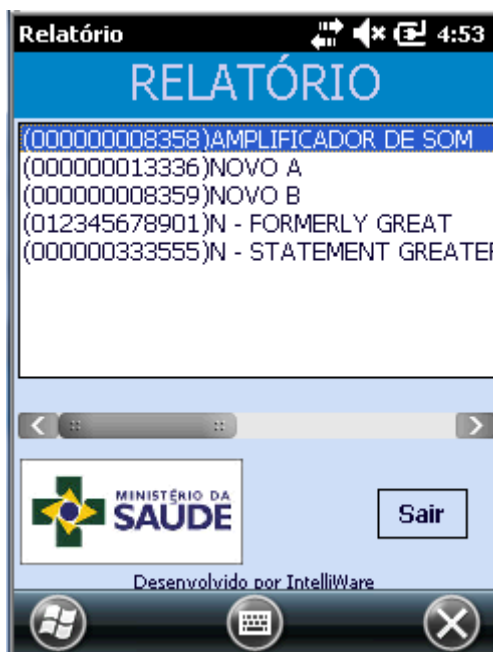 Relatório 4:53
RELATÓRIO
(000000008358)AMPLIFICADOR DE SOM
(000000013336)NOVO A
(000000008359)NOVO B
(012345678901)N - FORMERLY GREAT
(000000333555)N - STATEMENT GREATER
MINISTÉRIO DA
SAÚDE
Sair
Desenvolvido por IntelliWare